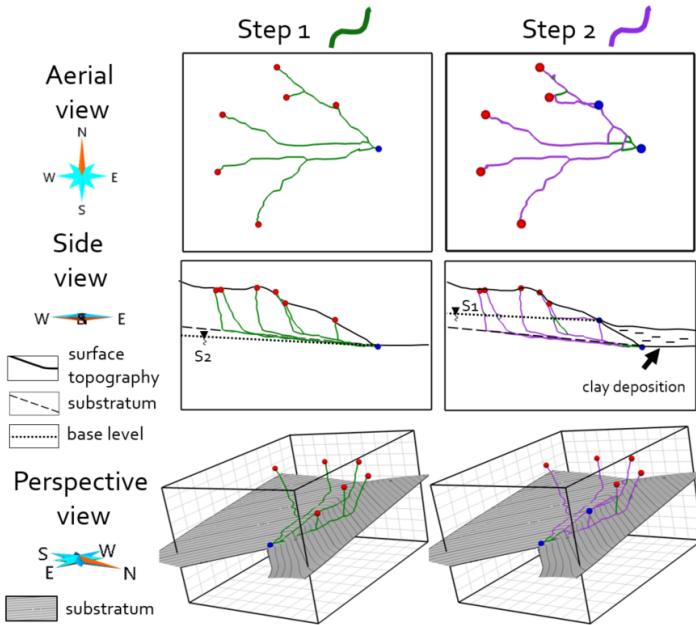 Step 1
Step 2
Aerial
view
N
W
E
S
Side
view
W
S
E
S1
S2
surface
topography
clay deposition
substratum
base level
Perspective
view
S
W
E
N
substratum